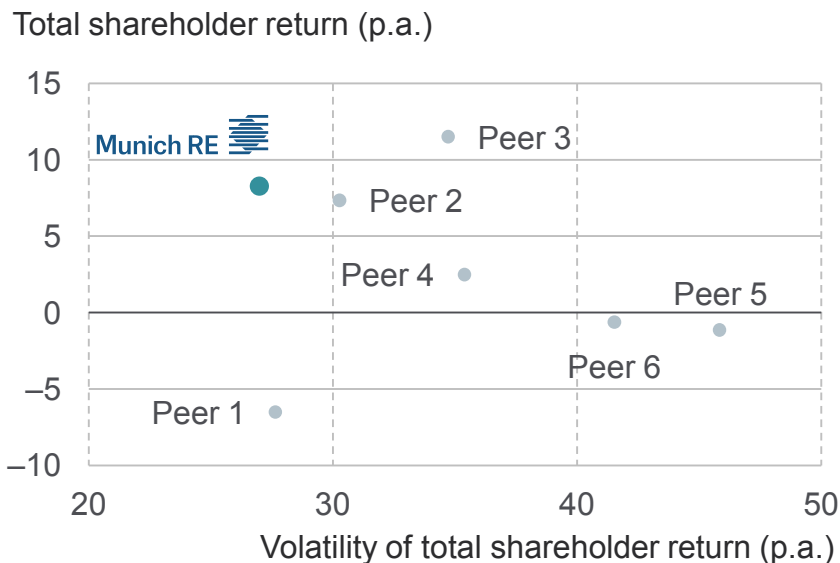 Total shareholder return (p.a.)
15
Munich RE
Peer 3
10
Peer 2
5
Peer 4
Peer 5
0
Peer 6
–5
Peer 1
–10
20 30 40 50
Volatility of total shareholder return (p.a.)